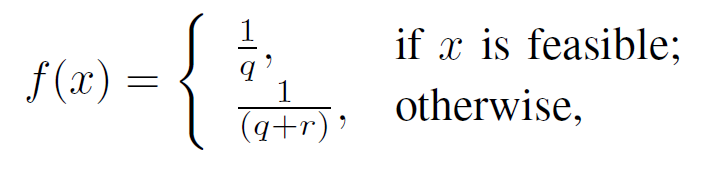 f(x) = { 1/q, if x is feasible;
1/(q+r), otherwise,